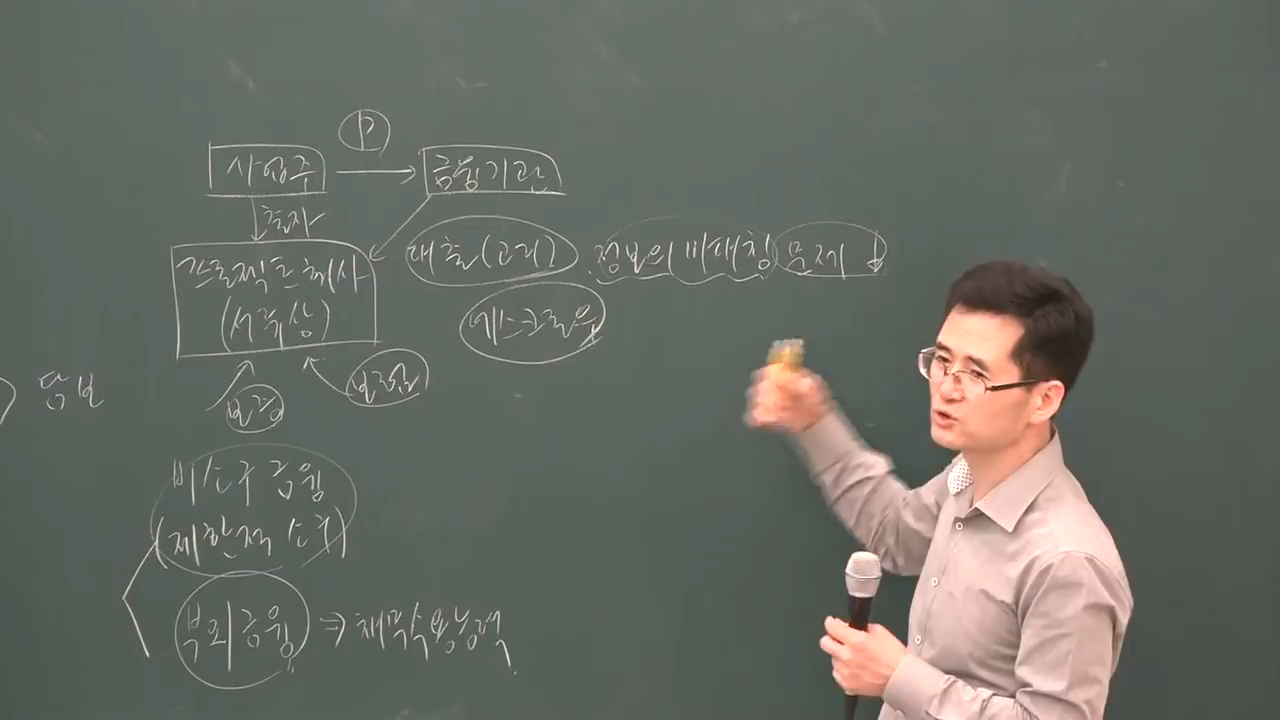 P
사업주 → 금융기관
출자
대출(고리) 정보의 비대칭 문제 ↓
프로젝트 회사
(서류상)
에스크로우
담보
보증 보험
비소구 금융
(제한적 소구)
부외금융 ⇒ 채무수용능력